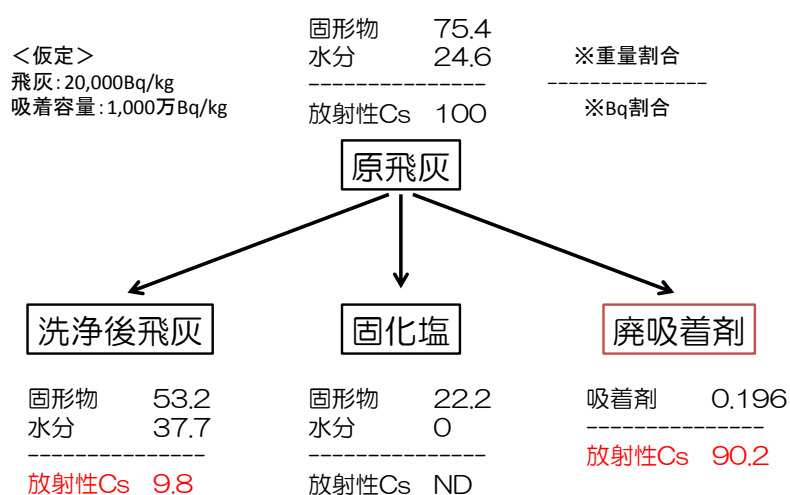 固形物 75.4
水分 24.6
---------------
放射性Cs 100
＜仮定＞
飛灰：20,000Bq/kg
吸着容量：1,000万Bq/kg
※重量割合
---------------
※Bq割合
原飛灰
洗浄後飛灰
固化塩
廃吸着剤
固形物 53.2
水分 37.7
---------------
放射性Cs 9.8
固形物 22.2
水分 0
---------------
放射性Cs ND
吸着剤 0.196
---------------
放射性Cs 90.2